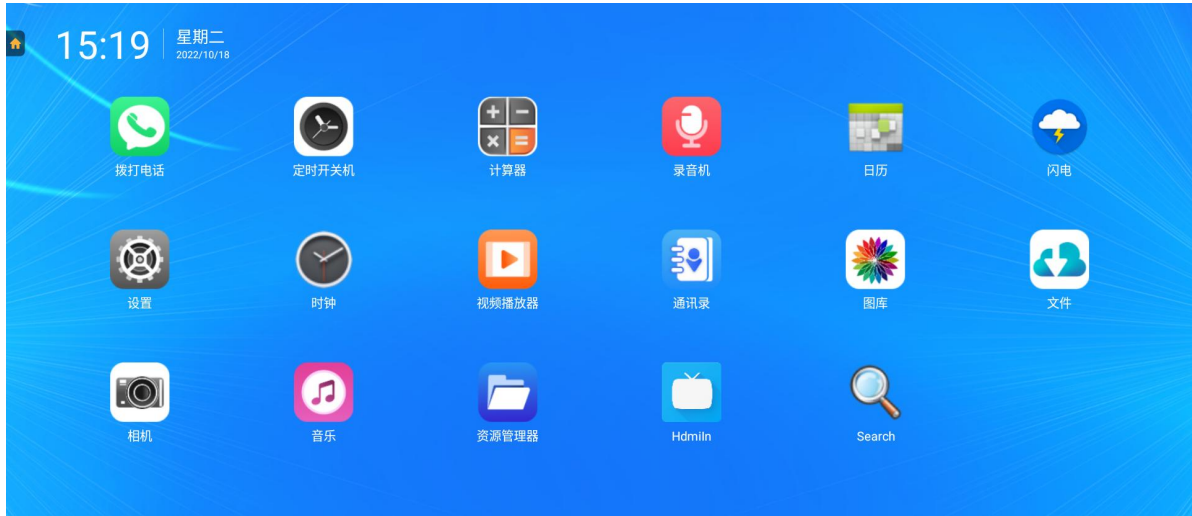 15:19
星期二
2022/10/18
拨打电话
定时开关机
计算器
录音机
日历
闪电
设置
时钟
视频播放器
通讯录
图库
文件
相机
音乐
资源管理器
HdmiIn
Search